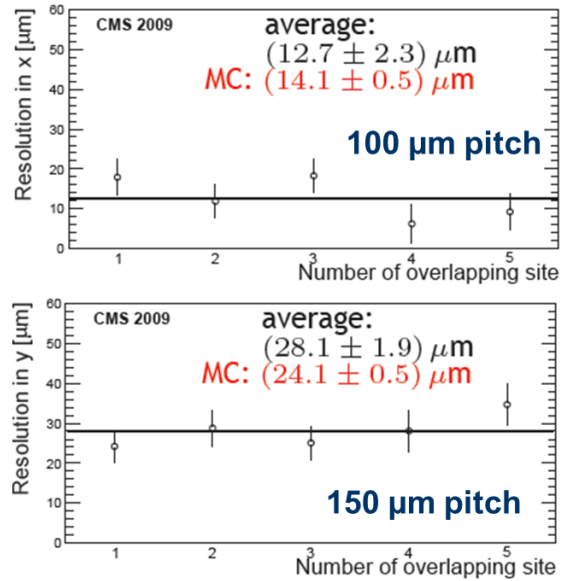 60
50
40
30
20
10
0
Resolution in x [µm]
CMS 2009
average:
(12.7 ± 2.3) µm
MC: (14.1 ± 0.5) µm
100 µm pitch
1 2 3 4 5
Number of overlapping site
60
50
40
30
20
10
0
Resolution in y [µm]
CMS 2009
average:
(28.1 ± 1.9) µm
MC: (24.1 ± 0.5) µm
150 µm pitch
1 2 3 4 5
Number of overlapping site